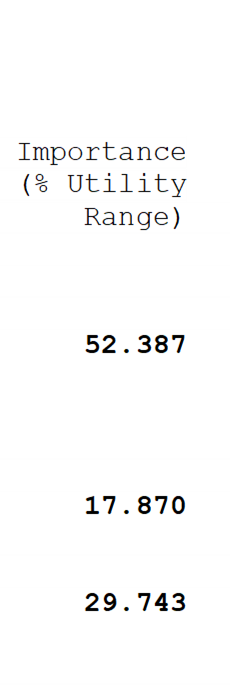 Importance
(% Utility
Range)
52.387
17.870
29.743